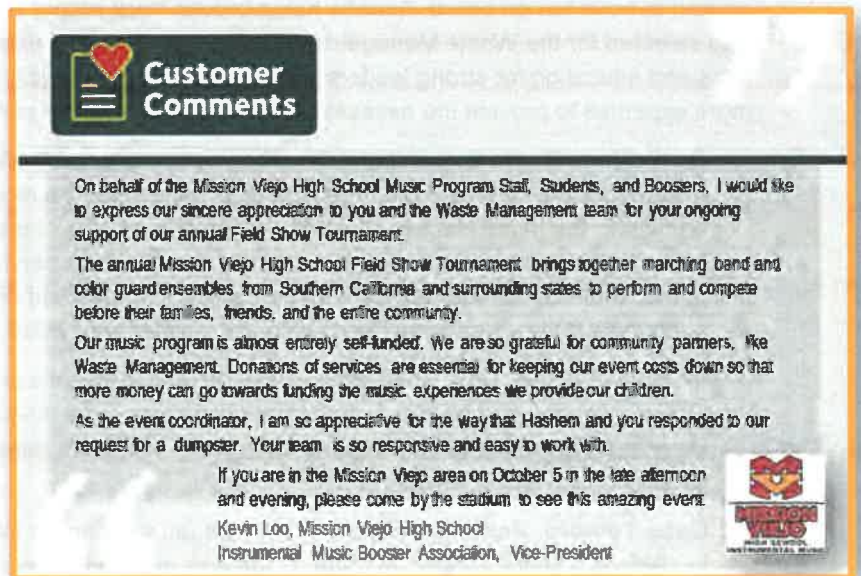 Customer
Comments
On behalf of the Mission Viejo High School Music Program Staff, Students, and Boosters, I would like
to express our sincere appreciation to you and the Waste Management team for your ongoing
support of our annual Field Show Tournament.
The annual Mission Viejo High School Field Show Tournament brings together marching band and
color guard ensembles from Southern California and surrounding states to perform and compete
before their families, friends, and the entire community.
Our music program is almost entirely self-funded. We are so grateful for community partners, like
Waste Management. Donations of services are essential for keeping our event costs down so that
more money can go towards funding the music experiences we provide our children.
As the event coordinator, I am so appreciative for the way that Hashem and you responded to our
request for a dumpster. Your team is so responsive and easy to work with.
If you are in the Mission Viejo area on October 5 in the late afternoon
and evening, please come by the stadium to see this amazing event.
Kevin Loo, Mission Viejo High School
Instrumental Music Booster Association, Vice-President
MISSION
VIEJO
HIGH SCHOOL
INSTRUMENTAL MUSIC